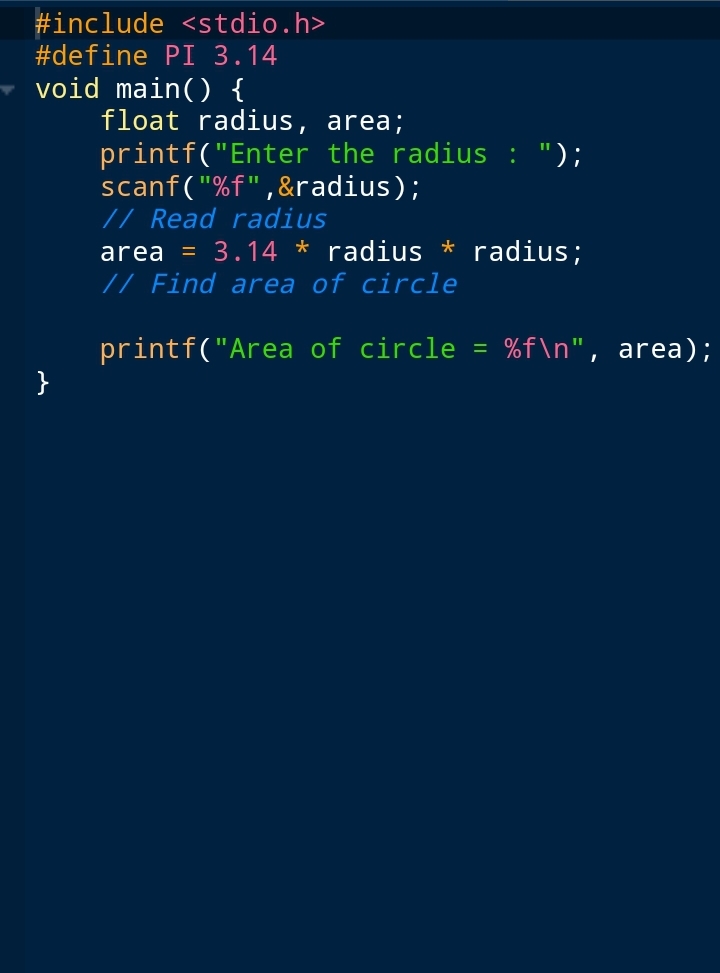 #include <stdio.h>
#define PI 3.14
void main() {
    float radius, area;
    printf("Enter the radius : ");
    scanf("%f",&radius);
    // Read radius
    area = 3.14 * radius * radius;
    // Find area of circle

    printf("Area of circle = %f\n", area);
}